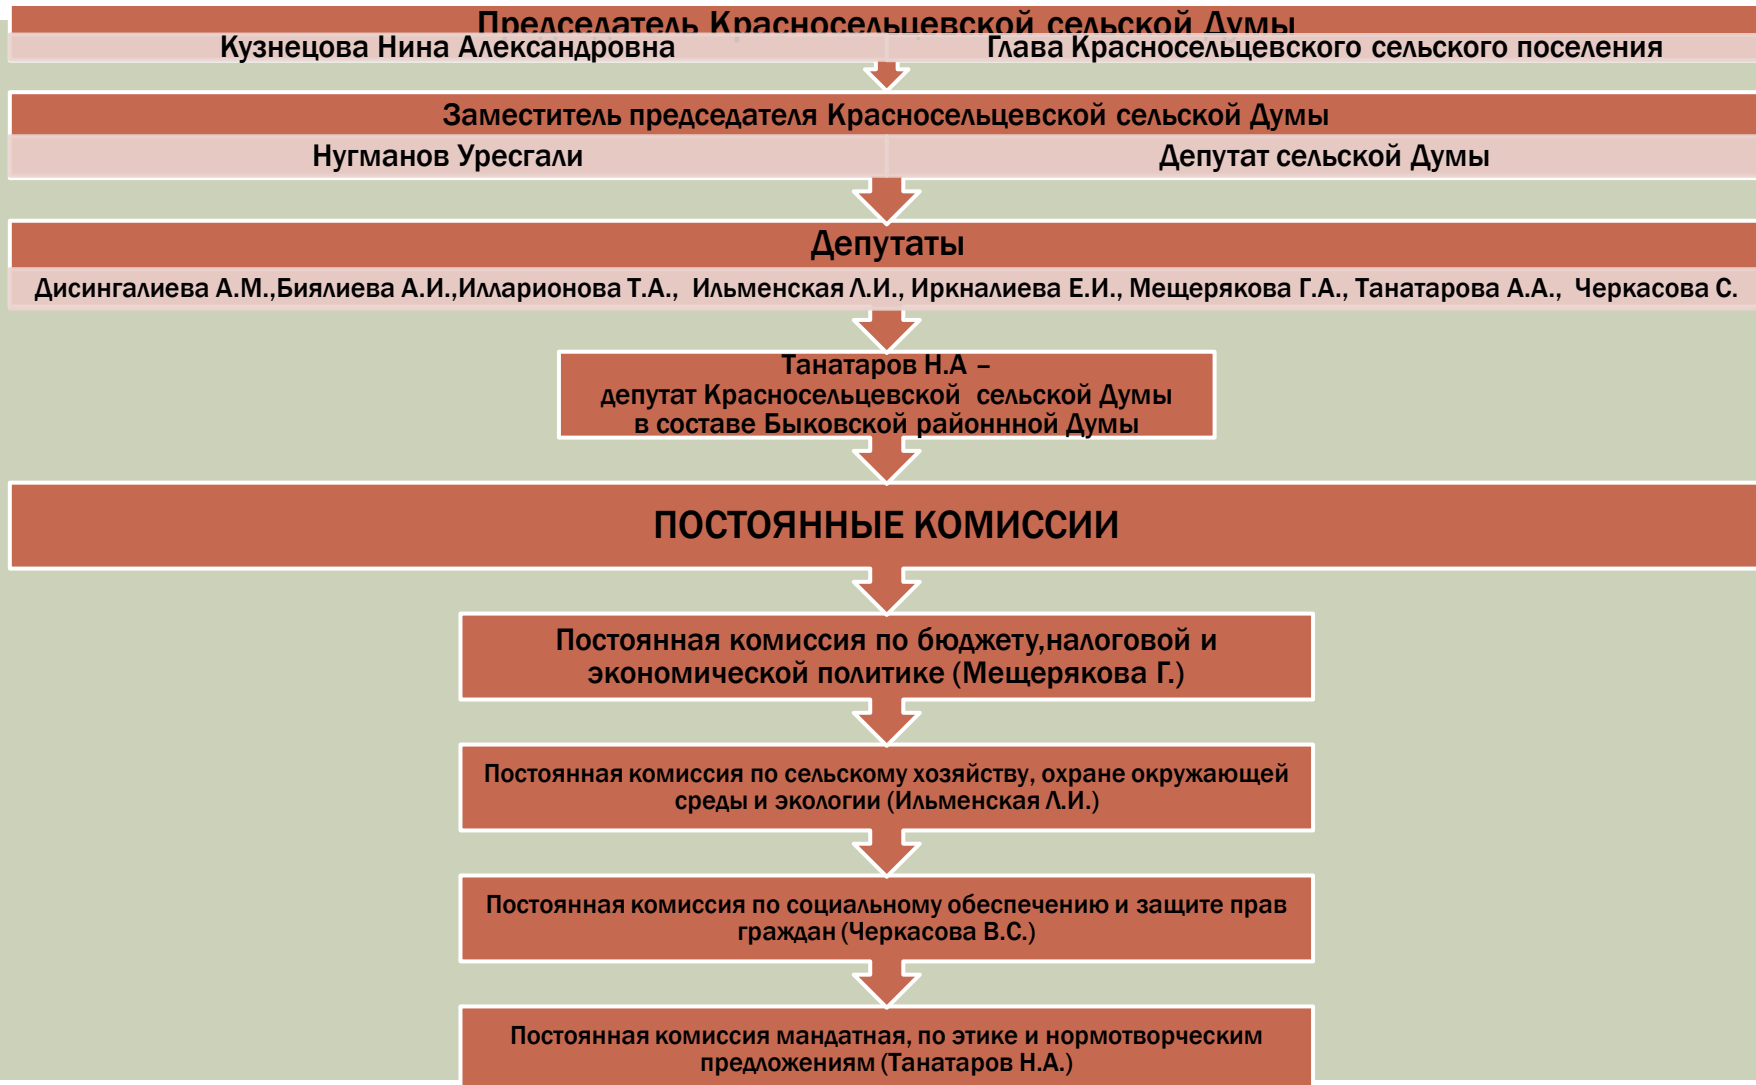 Председатель Красносельцевской сельской Думы
Кузнецова Нина Александровна Глава Красносельцевского сельского поселения
Заместитель председателя Красносельцевской сельской Думы
Нугманов Уресгали Депутат сельской Думы
Депутаты
Дисингалиева А.М.,Биялиева А.И.,Илларионова Т.А., Ильменская Л.И., Иркналиева Е.И., Мещерякова Г.А., Танатарова А.А., Черкасова С.
Танатаров Н.А –
депутат Красносельцевской сельской Думы
в составе Быковской районнной Думы
ПОСТОЯННЫЕ КОМИССИИ
Постоянная комиссия по бюджету,налоговой и
экономической политике (Мещерякова Г.)
Постоянная комиссия по сельскому хозяйству, охране окружающей
среды и экологии (Ильменская Л.И.)
Постоянная комиссия по социальному обеспечению и защите прав
граждан (Черкасова В.С.)
Постоянная комиссия мандатная, по этике и нормотворческим
предложениям (Танатаров Н.А.)